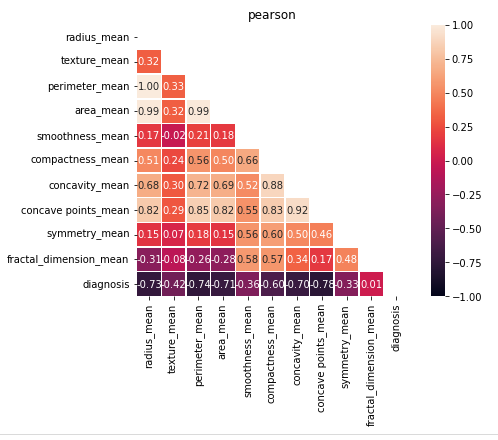 pearson
radius_mean
texture_mean 0.32
perimeter_mean 1.00 0.33
area_mean 0.99 0.32 0.99
smoothness_mean 0.17 -0.02 0.21 0.18
compactness_mean 0.51 0.24 0.56 0.50 0.66
concavity_mean 0.68 0.30 0.72 0.69 0.52 0.88
concave points_mean 0.82 0.29 0.85 0.82 0.55 0.83 0.92
symmetry_mean 0.15 0.07 0.18 0.15 0.56 0.60 0.50 0.46
fractal_dimension_mean -0.31 -0.08 -0.26 -0.28 0.58 0.57 0.34 0.17 0.48
diagnosis -0.73 -0.42 -0.74 -0.71 -0.36 -0.60 -0.70 -0.78 -0.33 0.01
radius_mean
texture_mean
perimeter_mean
area_mean
smoothness_mean
compactness_mean
concavity_mean
concave points_mean
symmetry_mean
fractal_dimension_mean
diagnosis
1.00
0.75
0.50
0.25
0.00
-0.25
-0.50
-0.75
-1.00